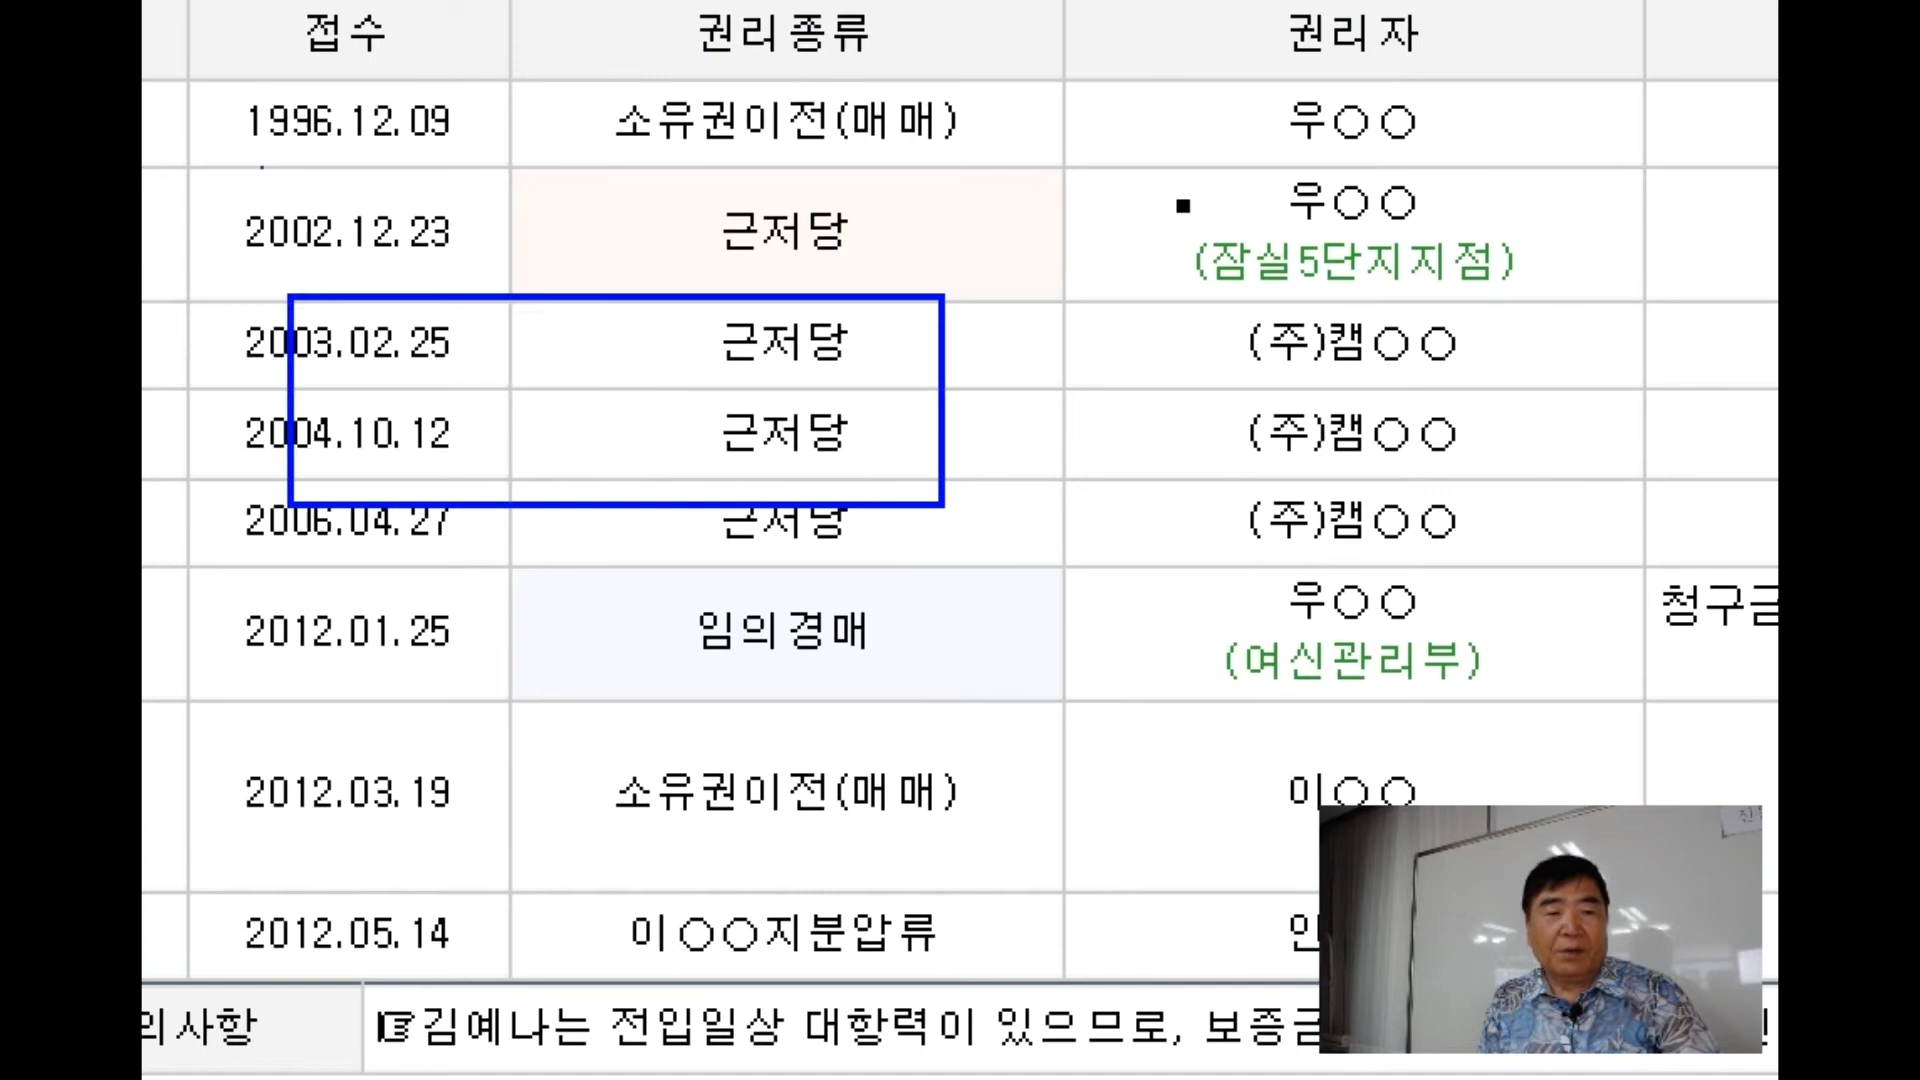 접수 권리종류 권리자
1996.12.09 소유권이전(매매) 우○○
2002.12.23 근저당 우○○
(잠실5단지지점)
2003.02.25 근저당 (주)캠○○
2004.10.12 근저당 (주)캠○○
2006.04.27 근저당 (주)캠○○
2012.01.25 임의경매 우○○ 청구금
(여신관리부)
2012.03.19 소유권이전(매매) 이○○
2012.05.14 이○○지분압류
의사항 ☞김예나는 전입일상 대항력이 있으므로, 보증금